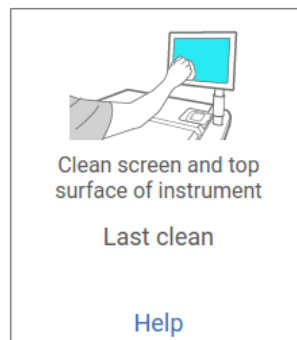 Clean screen and top
surface of instrument
Last clean
Help